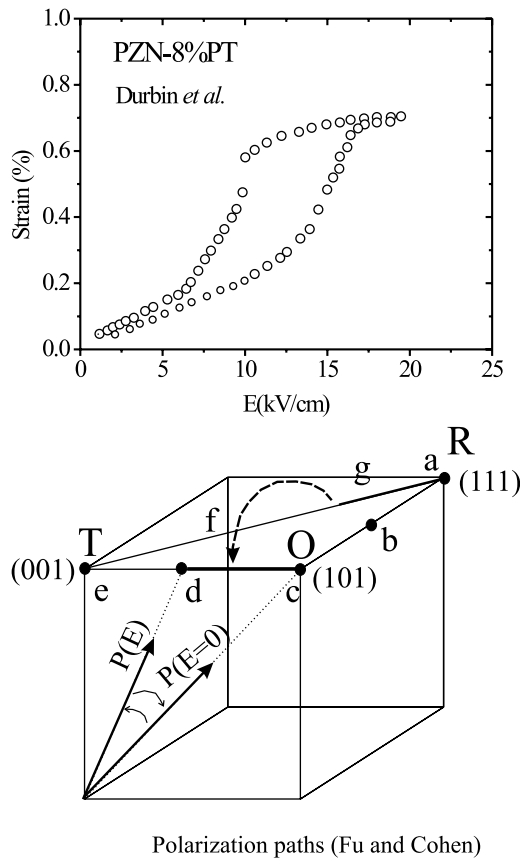 1.0
PZN-8%PT
0.8
Durbin et al.
0.6
Strain (%)
0.4
0.2
0.0
0 5 10 15 20 25
E(kV/cm)
R
g a
(111)
f
b
T O
(001) (101)
e d c
P(E)
P(E=0)
Polarization paths (Fu and Cohen)